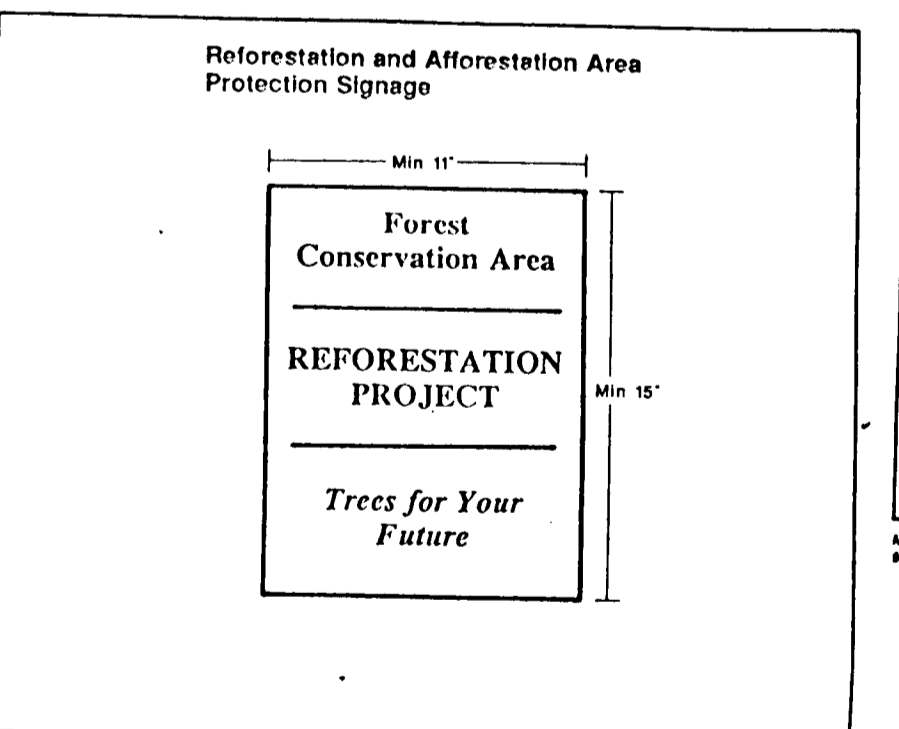 Reforestation and Afforestation Area
Protection Signage
Min 11"
Forest
Conservation Area
REFORESTATION
PROJECT
Min 15"
Trees for Your
Future